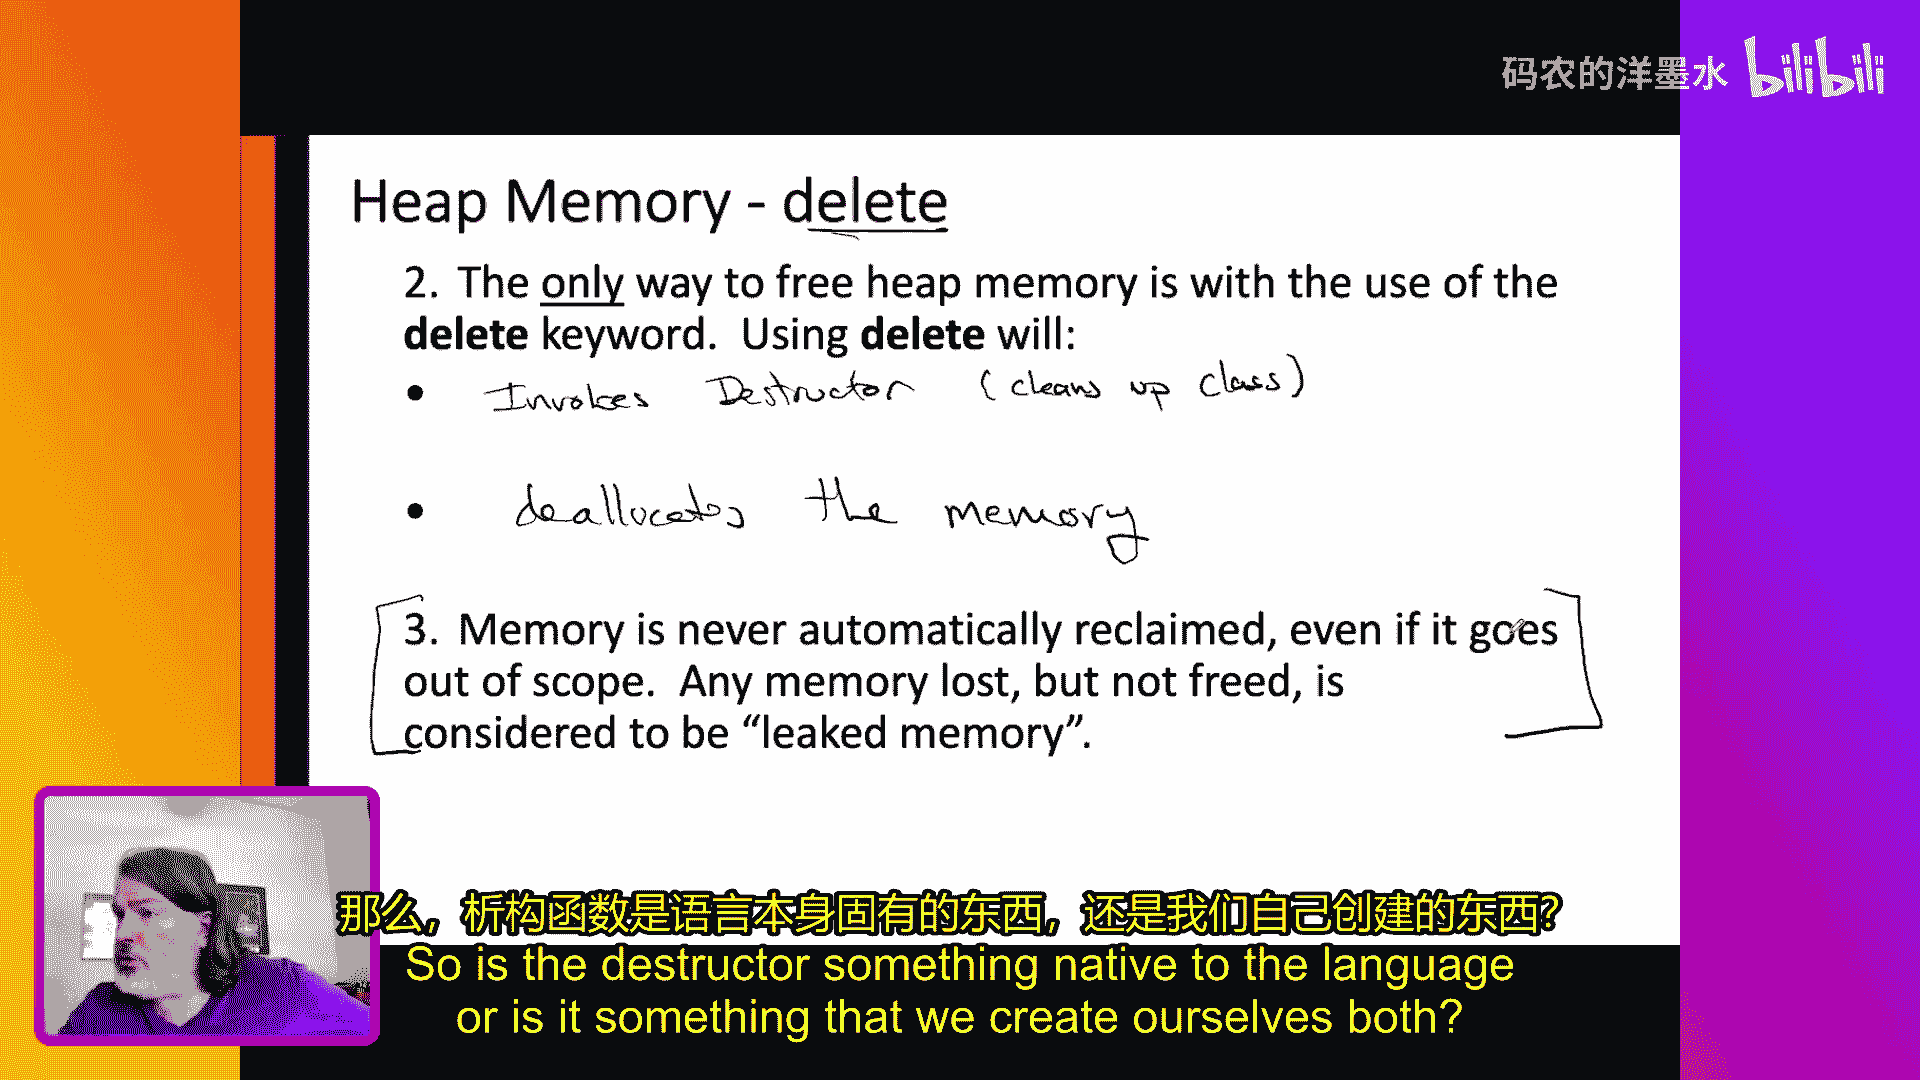 码农的洋墨水 bilibili
Heap Memory - delete
2. The only way to free heap memory is with the use of the
delete keyword. Using delete will:
• Invokes Destructor (cleans up class)
• deallocates the memory
3. Memory is never automatically reclaimed, even if it goes
out of scope. Any memory lost, but not freed, is
considered to be “leaked memory”.
那么，析构函数是语言本身固有的东西，还是我们自己创建的东西？
So is the destructor something native to the language
or is it something that we create ourselves both?